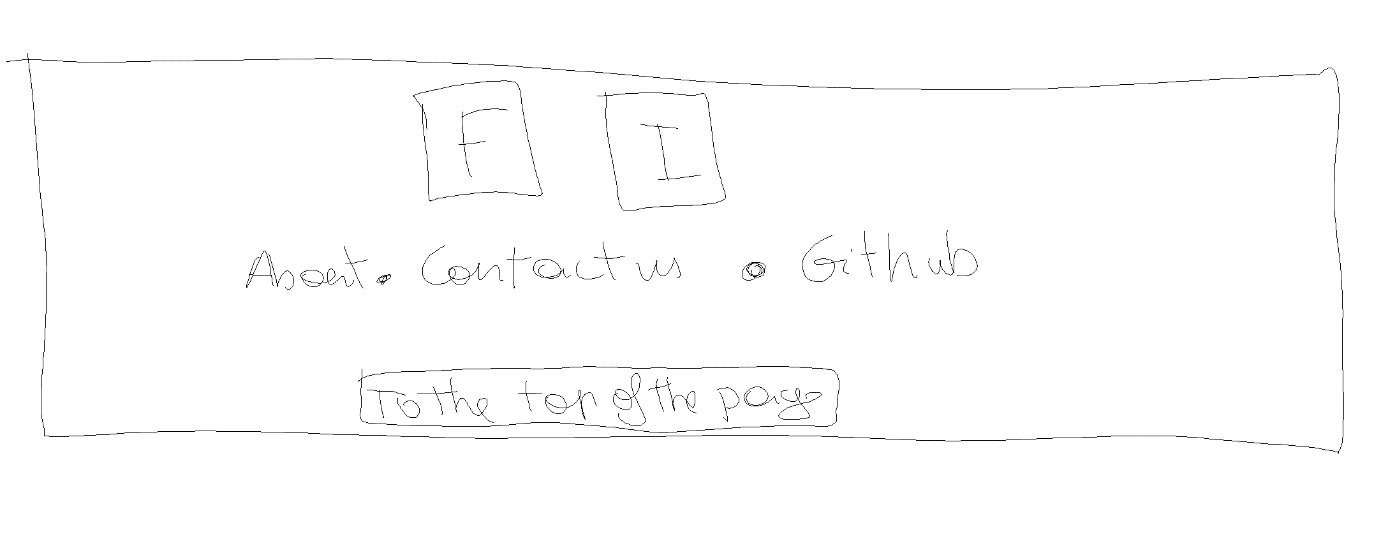 F I
About • Contact us • Github
To the top of the page